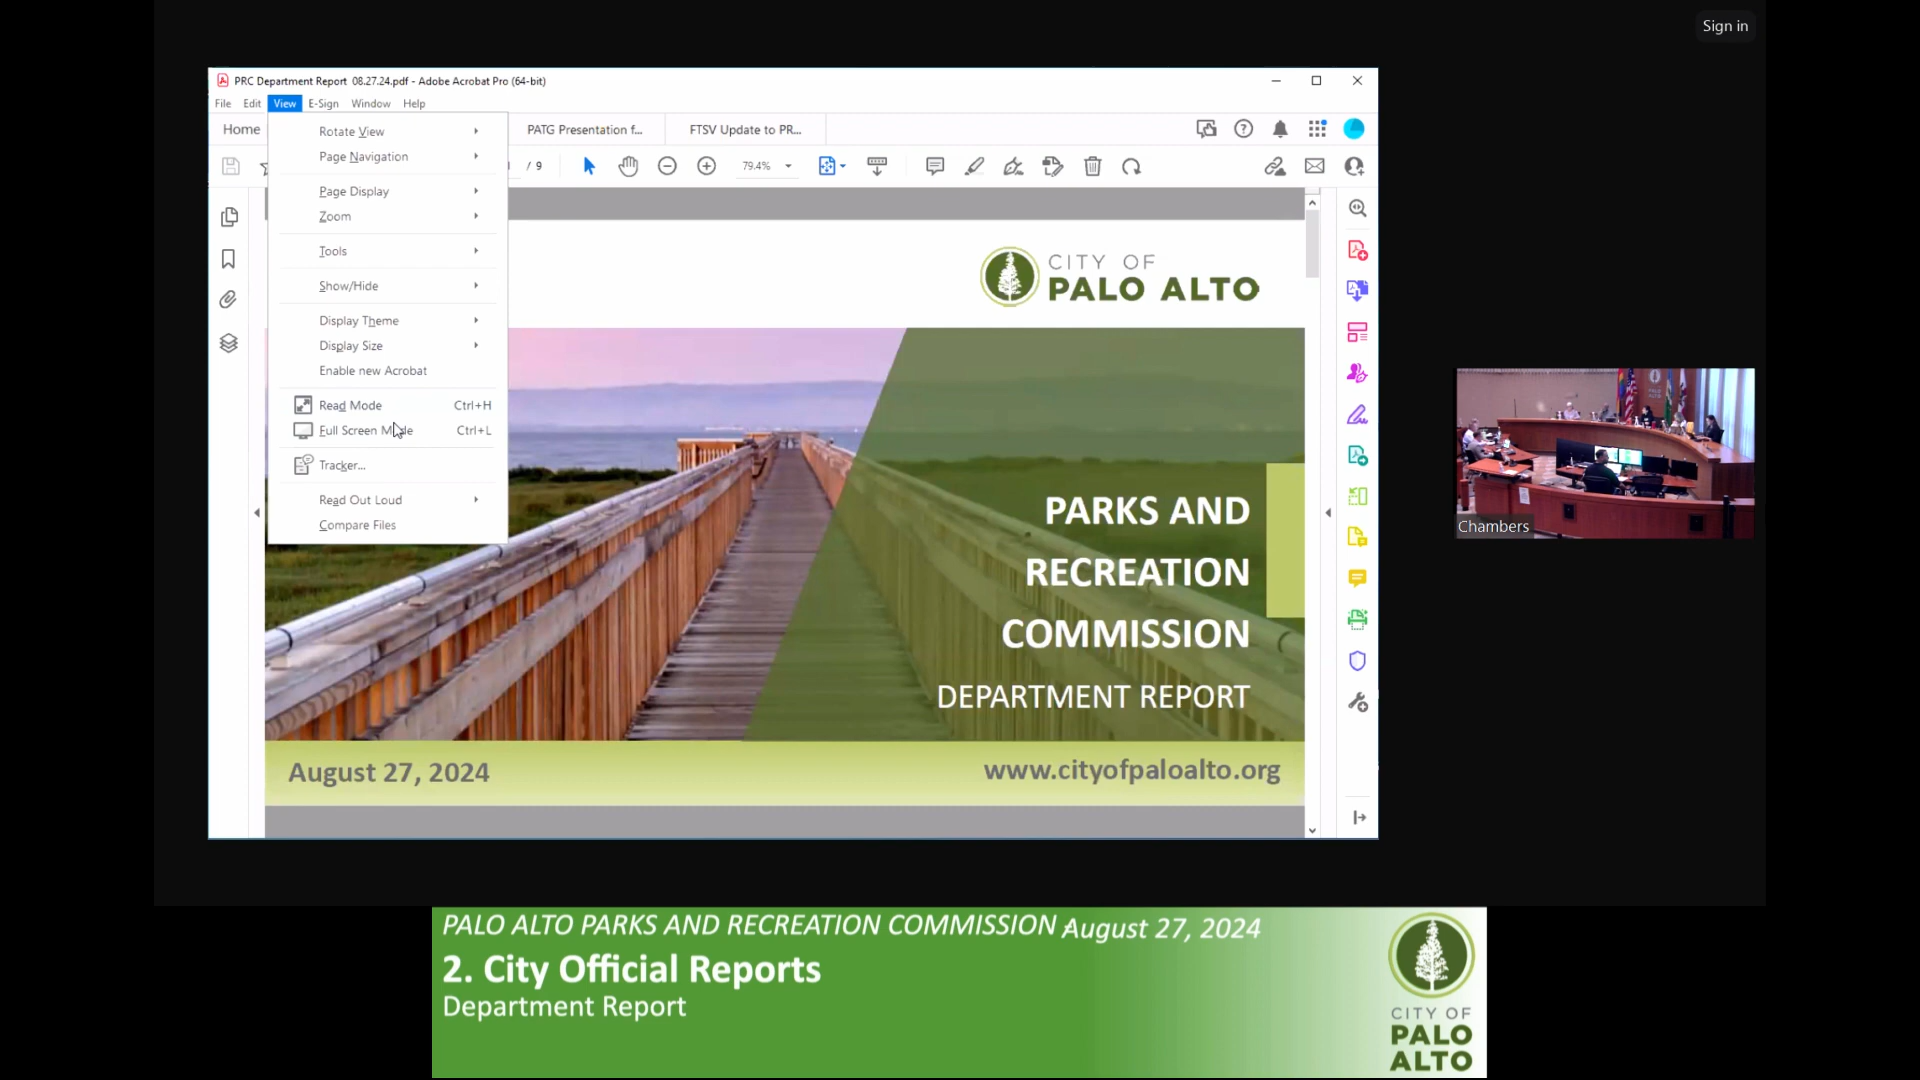 Sign in
PRC Department Report 08.27.24.pdf - Adobe Acrobat Pro (64-bit)
File Edit View E-Sign Window Help
Home PATG Presentation f... FTSV Update to PR...
/ 9 79.4%
Rotate View
Page Navigation
Page Display
Zoom
Tools
Show/Hide
Display Theme
Display Size
Enable new Acrobat
Read Mode Ctrl+H
Full Screen Mode Ctrl+L
Tracker...
Read Out Loud
Compare Files
CITY OF
PALO ALTO
PARKS AND
RECREATION
COMMISSION
DEPARTMENT REPORT
August 27, 2024 www.cityofpaloalto.org
Chambers
PALO ALTO PARKS AND RECREATION COMMISSION August 27, 2024
2. City Official Reports
Department Report
CITY OF
PALO
ALTO